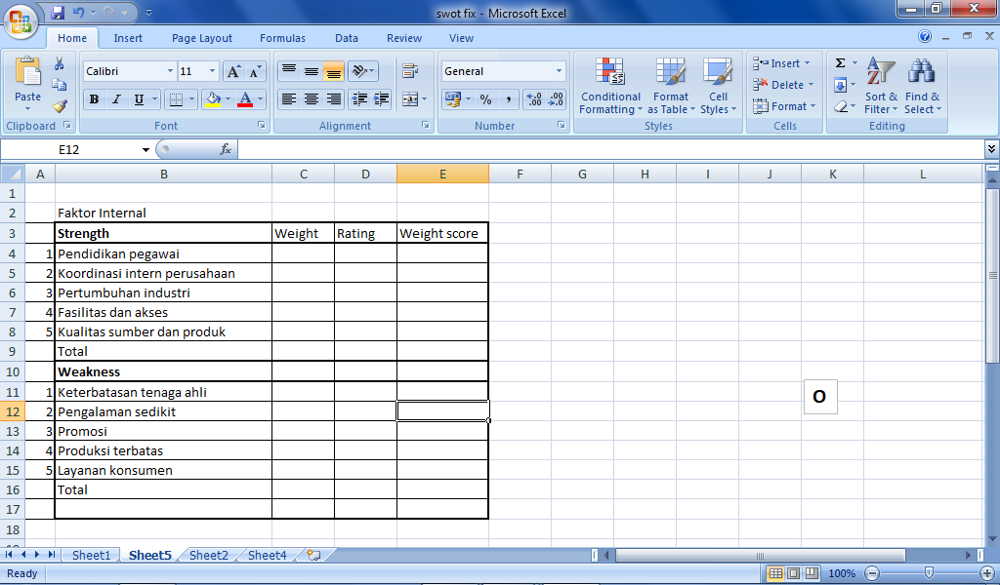 swot fix - Microsoft Excel
Home Insert Page Layout Formulas Data Review View
Paste
Calibri 11 A A
General
Conditional Formatting
Format as Table
Cell Styles
Insert
Delete
Format
Σ
Sort & Filter
Find & Select
B I U A
% ,
.00 .0
Clipboard Font Alignment Number Styles Cells Editing
E12 fx
A B C D E F G H I J K L
1
2 Faktor Internal
3 Strength Weight Rating Weight score
4 1 Pendidikan pegawai
5 2 Koordinasi intern perusahaan
6 3 Pertumbuhan industri
7 4 Fasilitas dan akses
8 5 Kualitas sumber dan produk
9 Total
10 Weakness
11 1 Keterbatasan tenaga ahli
O
12 2 Pengalaman sedikit
13 3 Promosi
14 4 Produksi terbatas
15 5 Layanan konsumen
16 Total
17
18
Sheet1 Sheet5 Sheet2 Sheet4
Ready 100%